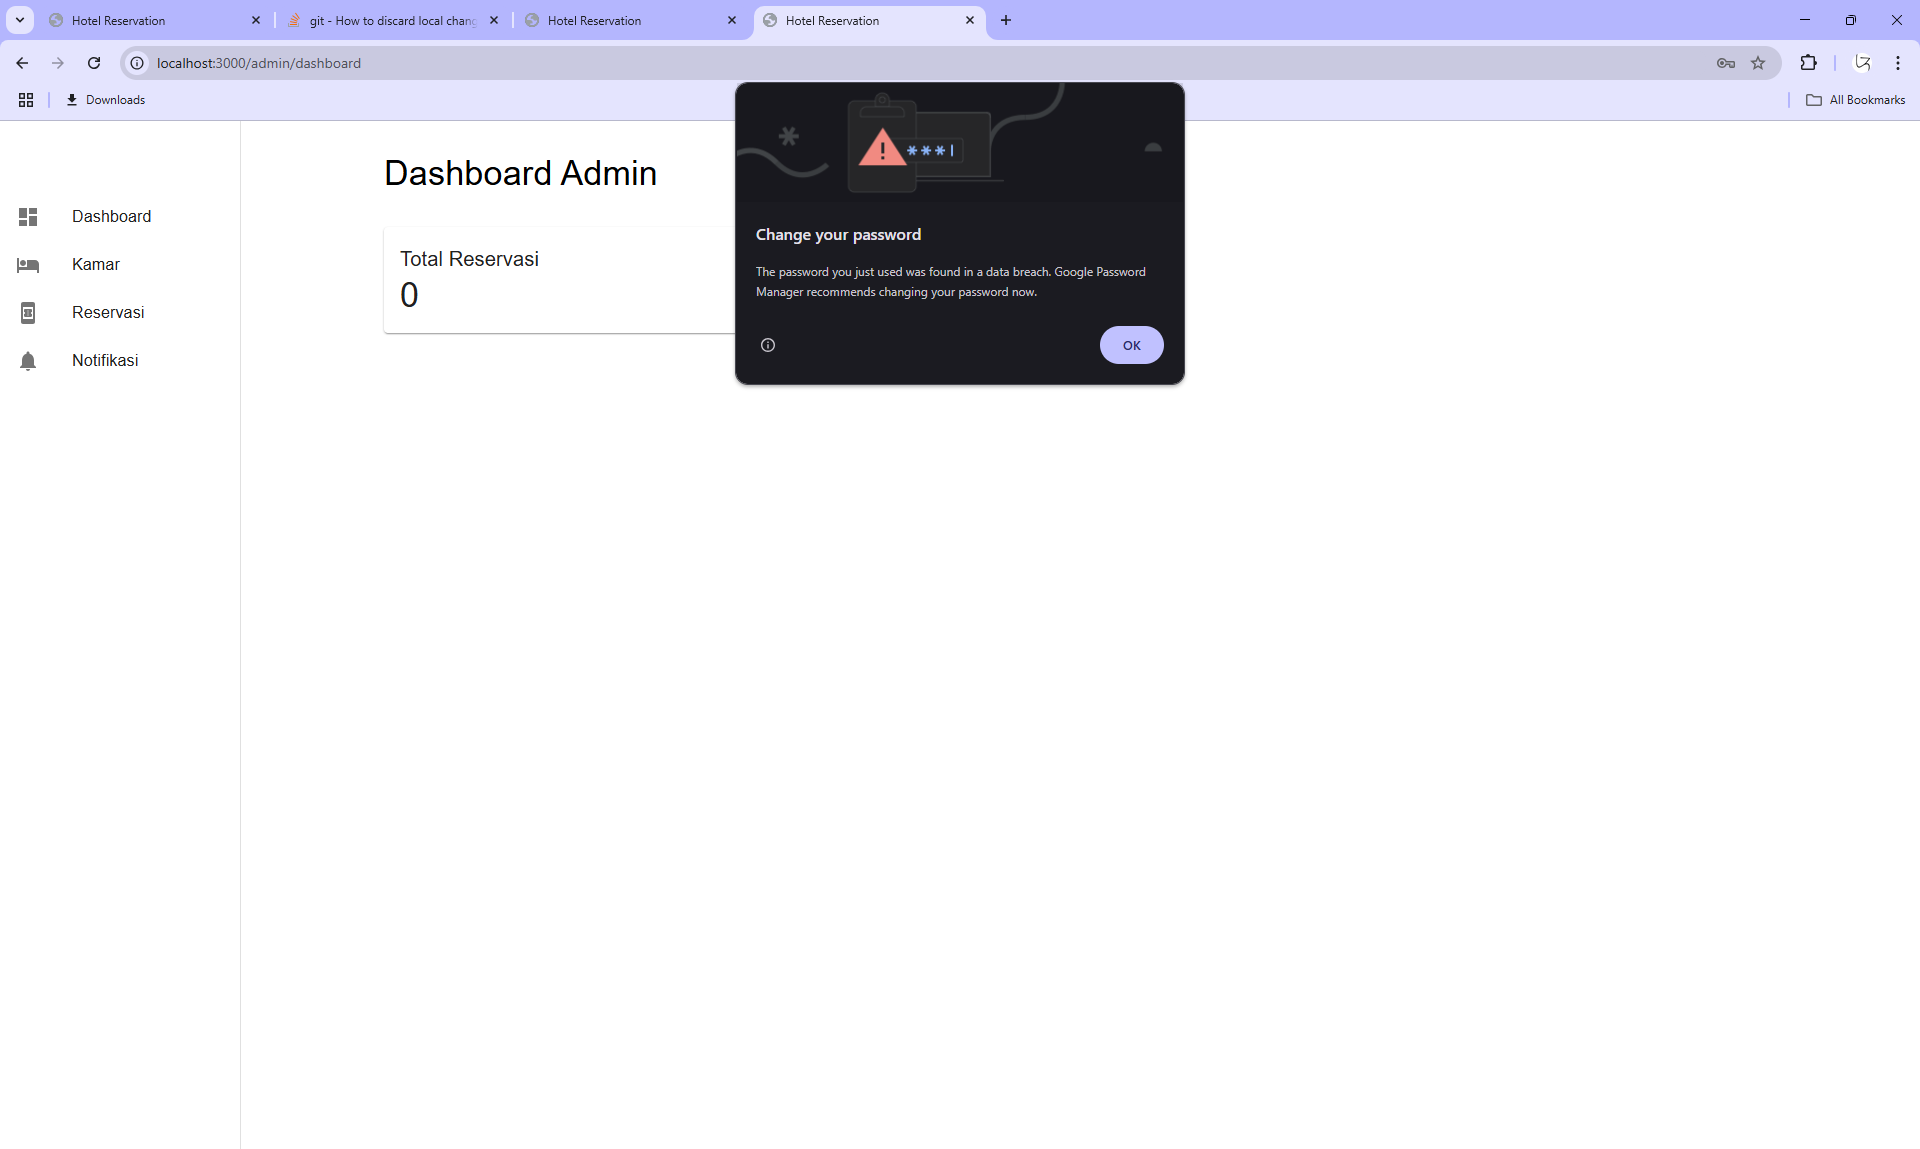 Hotel Reservation
git - How to discard local chang
Hotel Reservation
Hotel Reservation
localhost:3000/admin/dashboard
Downloads
All Bookmarks
Dashboard
Kamar
Reservasi
Notifikasi
Dashboard Admin
Total Reservasi
0
***|
Change your password
The password you just used was found in a data breach. Google Password
Manager recommends changing your password now.
OK